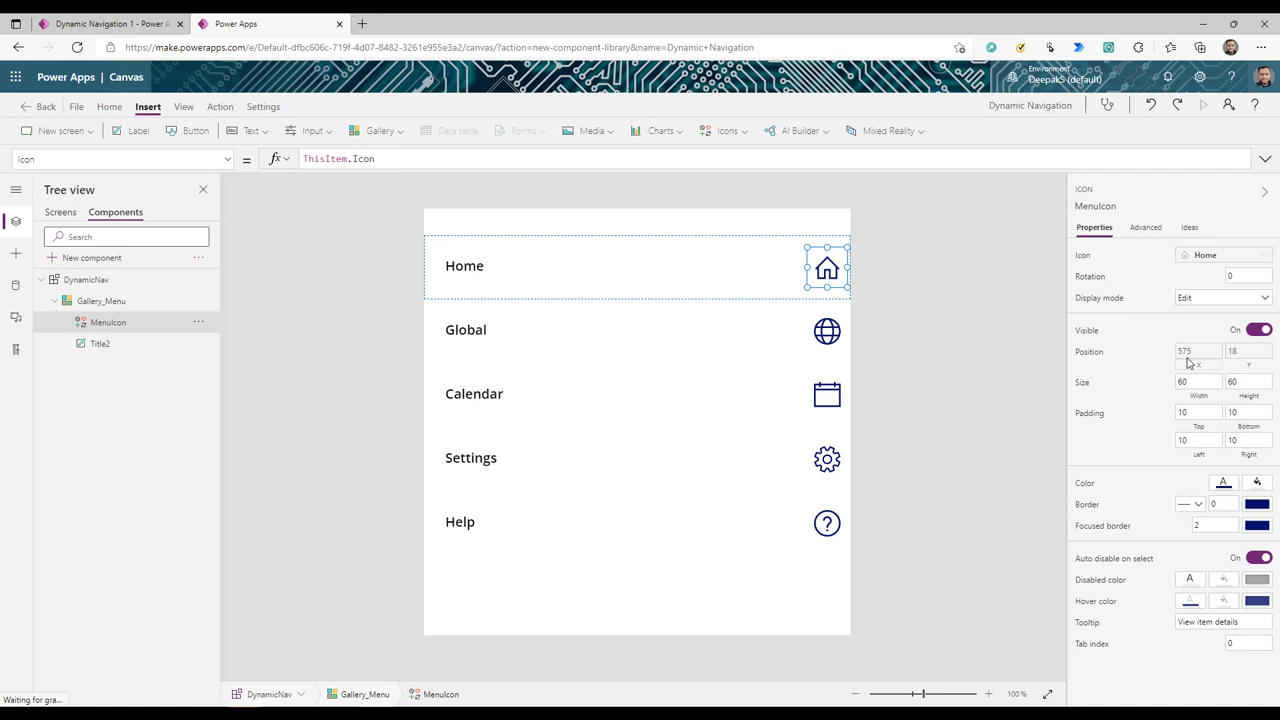 Dynamic Navigation 1 - Power A
Power Apps
https://make.powerapps.com/e/Default-dfbc606c-719f-4d07-8482-3261e955e3a2/canvas/?action=new-component-library&name=Dynamic+Navigation
Power Apps | Canvas
Environment
DeepakS (default)
Back File Home Insert View Action Settings
Dynamic Navigation
New screen Label Button Text Input Gallery Data table Forms Media Charts Icons AI Builder Mixed Reality
Icon = fx ThisItem.Icon
Tree view
Screens Components
Search
New component
DynamicNav
Gallery_Menu
MenuIcon
Title2
Home
Global
Calendar
Settings
Help
ICON
MenuIcon
Properties Advanced Ideas
Icon Home
Rotation 0
Display mode Edit
Visible On
Position 575 18
X Y
Size 60 60
Width Height
Padding 10 10
Top Bottom
10 10
Left Right
Color A
Border 0
Focused border 2
Auto disable on select On
Disabled color A
Hover color A
Tooltip View item details
Tab index 0
Waiting for gra...
DynamicNav Gallery_Menu MenuIcon
100 %